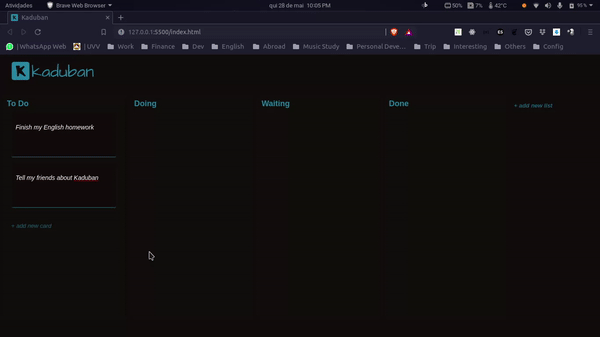 Atividades
Brave Web Browser
qui 28 de mai 10:05 PM
50%
7%
42°C
95%
Kaduban
127.0.0.1:5500/index.html
| WhatsApp Web
| UVV
Work
Finance
Dev
English
Abroad
Music Study
Personal Deve…
Trip
Interesting
Others
Config
K kaduban
To Do
Doing
Waiting
Done
+ add new list
Finish my English homework
Tell my friends about Kaduban
+ add new card